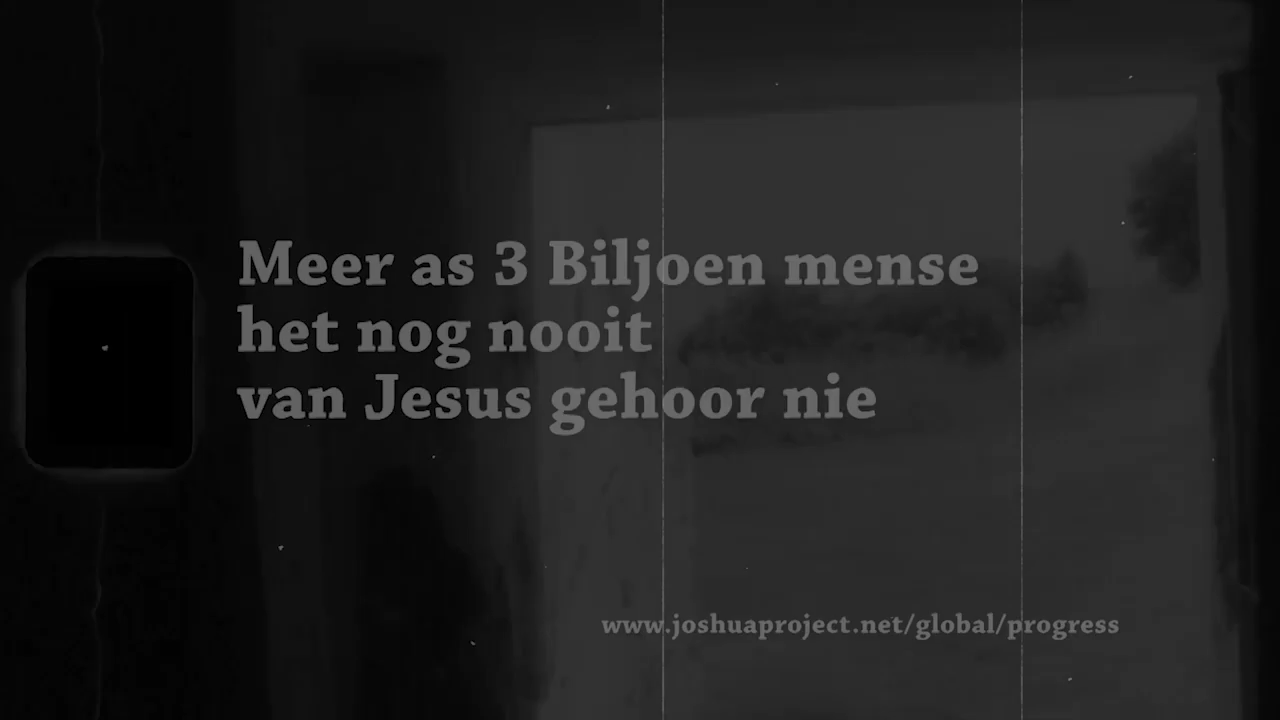 Meer as 3 Biljoen mense
het nog nooit
van Jesus gehoor nie
www.joshuaproject.net/global/progress